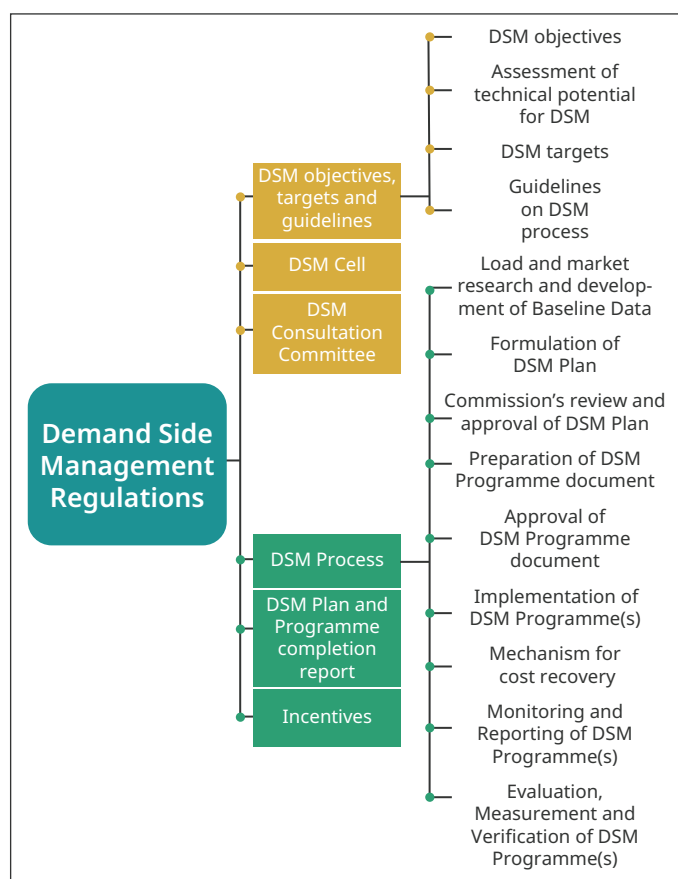 Demand Side
Management
Regulations
DSM objectives,
targets and
guidelines
DSM Cell
DSM
Consultation
Committee
DSM Process
DSM Plan and
Programme
completion
report
Incentives
DSM objectives
Assessment of
technical potential
for DSM
DSM targets
Guidelines
on DSM
process
Load and market
research and develop-
ment of Baseline Data
Formulation of
DSM Plan
Commission’s review and
approval of DSM Plan
Preparation of DSM
Programme document
Approval of
DSM Programme
document
Implementation of
DSM Programme(s)
Mechanism for
cost recovery
Monitoring and
Reporting of DSM
Programme(s)
Evaluation,
Measurement and
Verification of DSM
Programme(s)